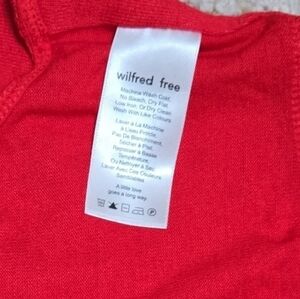 wilfred free
Machine Wash Cold,
No Bleach, Dry Flat,
Low Iron, Or Dry Clean.
Wash With Like Colours
Laver à La Machine
à L'eau Froide,
Pas De Blanchiment,
Sécher à Plat,
Repasser à Basse
Température,
Ou Nettoyer à Sec.
Laver Avec Des Couleurs
Semblables
A little love
goes a long way